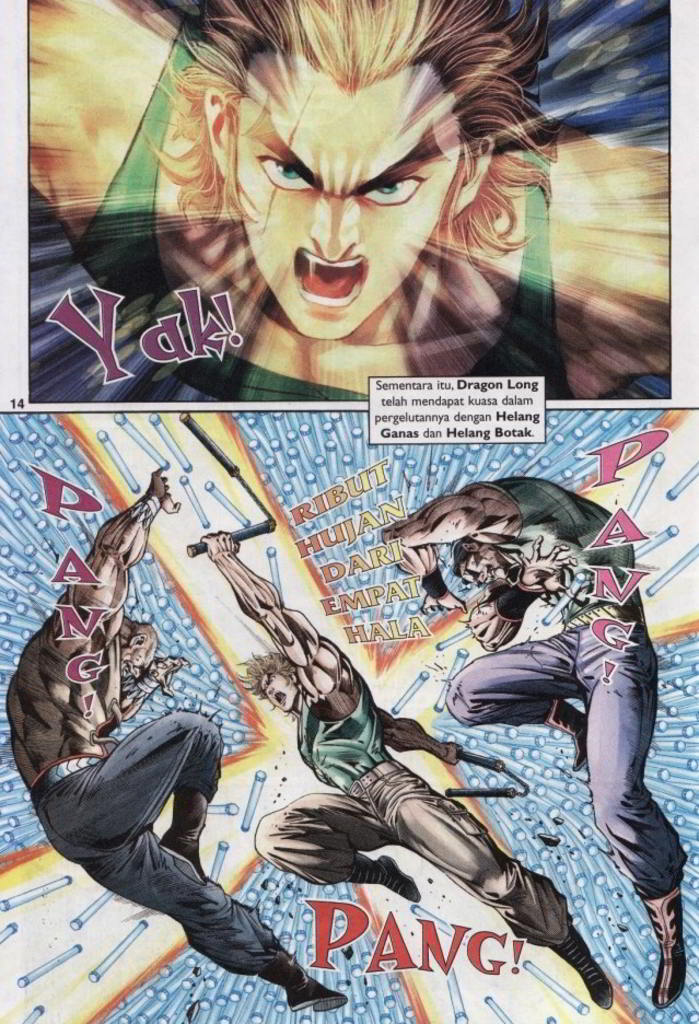 Yak!
14
Sementara itu, Dragon Long
telah mendapat kuasa dalam
pergelutannya dengan Helang
Ganas dan Helang Botak.
PANG!
RIBUT
HUJAN
DARI
EMPAT
HALA
PANG!
PANG!